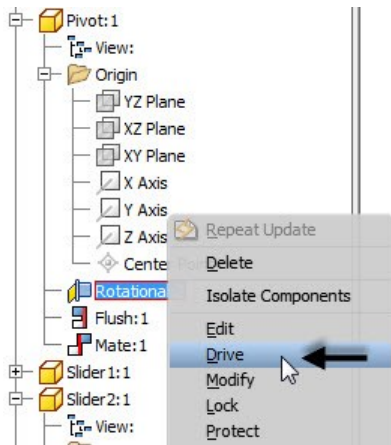 Pivot:1
View:
Origin
YZ Plane
XZ Plane
XY Plane
X Axis
Y Axis
Z Axis
Center
Rotational
Flush:1
Mate:1
Slider1:1
Slider2:1
View:
Repeat Update
Delete
Isolate Components
Edit
Drive
Modify
Lock
Protect